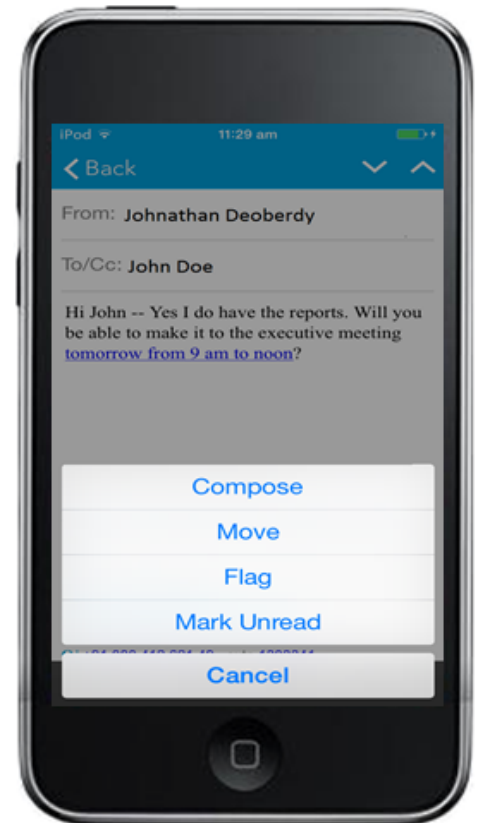 iPod 11:29 am
Back
From: Johnathan Deoberdy
To/Cc: John Doe
Hi John -- Yes I do have the reports. Will you
be able to make it to the executive meeting
tomorrow from 9 am to noon?
Compose
Move
Flag
Mark Unread
Cancel